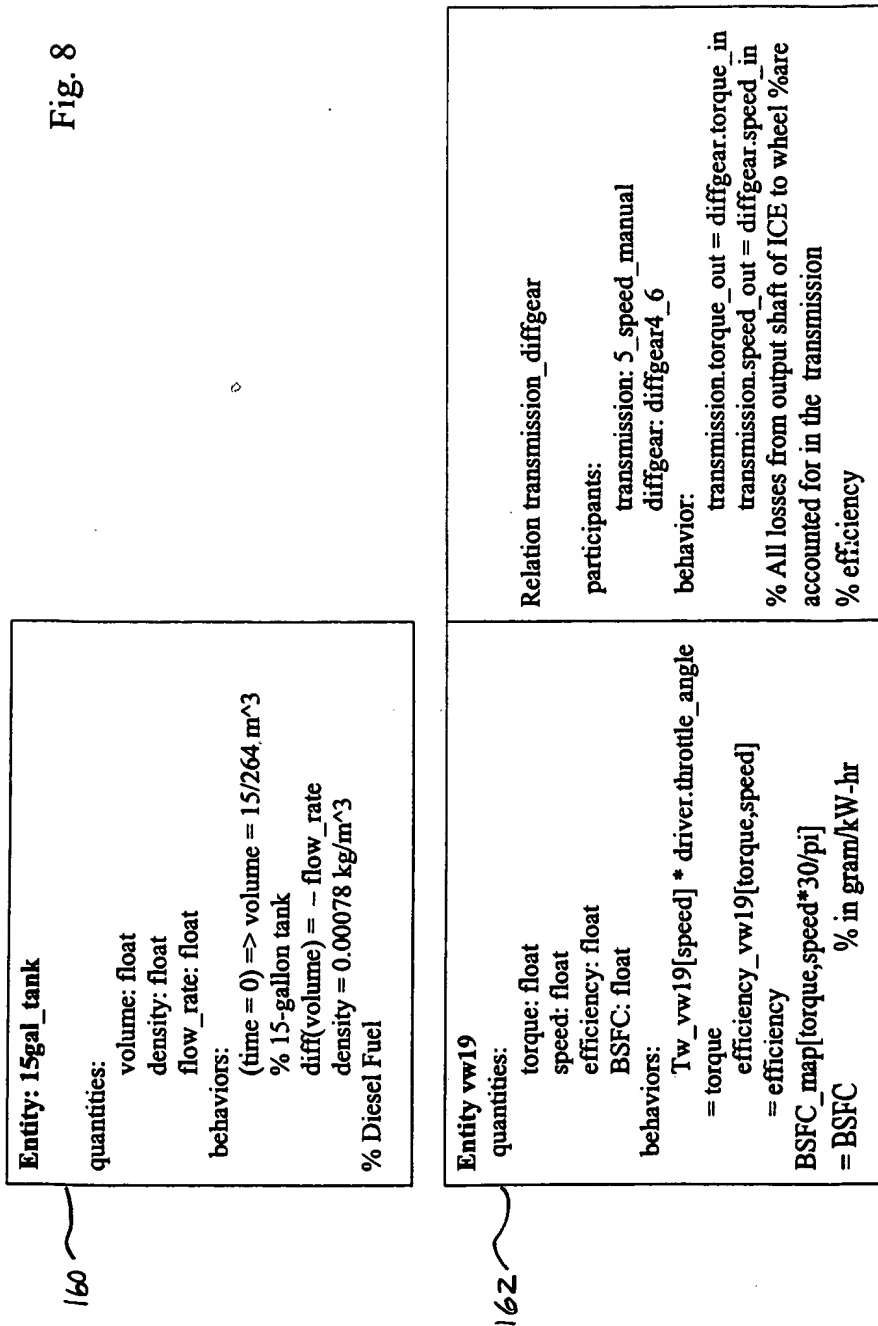 Fig. 8
160
Entity: 15gal_tank
quantities:
volume: float
density: float
flow_rate: float
behaviors:
(time = 0) => volume = 15/264 m^3
% 15-gallon tank
diff(volume) = – flow_rate
density = 0.00078 kg/m^3
% Diesel Fuel
162
Entity vw19
quantities:
torque: float
speed: float
efficiency: float
BSFC: float
behaviors:
Tw_vw19[speed] * driver.throttle_angle
= torque
efficiency_vw19[torque,speed]
= efficiency
BSFC_map[torque,speed*30/pi]
= BSFC % in gram/kW-hr
Relation transmission_diffgear
participants:
transmission: 5_speed_manual
diffgear: diffgear4_6
behavior:
transmission.torque_out = diffgear.torque_in
transmission.speed_out = diffgear.speed_in
% All losses from output shaft of ICE to wheel %are
accounted for in the transmission
% efficiency